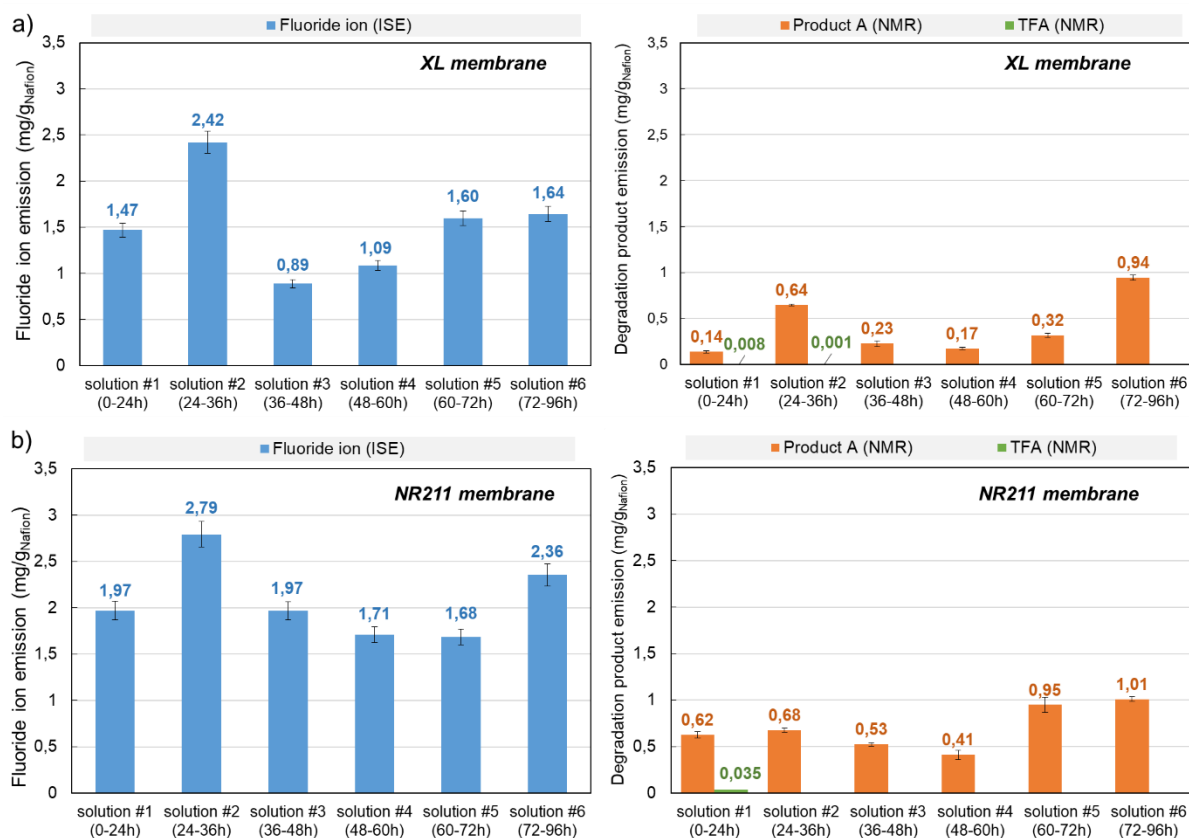 a)
Fluoride ion (ISE)
XL membrane
Fluoride ion emission (mg/gNafion)
3,5
3
2,5
2
1,5
1
0,5
0
1,47
2,42
0,89
1,09
1,60
1,64
solution #1 solution #2 solution #3 solution #4 solution #5 solution #6
(0-24h) (24-36h) (36-48h) (48-60h) (60-72h) (72-96h)
Product A (NMR) TFA (NMR)
XL membrane
Degradation product emission (mg/gNafion)
3,5
3
2,5
2
1,5
1
0,5
0
0,14
0,008
0,64
0,001
0,23
0,17
0,32
0,94
solution #1 solution #2 solution #3 solution #4 solution #5 solution #6
(0-24h) (24-36h) (36-48h) (48-60h) (60-72h) (72-96h)
b)
Fluoride ion (ISE)
NR211 membrane
Fluoride ion emission (mg/gNafion)
3,5
3
2,5
2
1,5
1
0,5
0
1,97
2,79
1,97
1,71
1,68
2,36
solution #1 solution #2 solution #3 solution #4 solution #5 solution #6
(0-24h) (24-36h) (36-48h) (48-60h) (60-72h) (72-96h)
Product A (NMR) TFA (NMR)
NR211 membrane
Degradation product emission (mg/gNafion)
3,5
3
2,5
2
1,5
1
0,5
0
0,62
0,035
0,68
0,53
0,41
0,95
1,01
solution #1 solution #2 solution #3 solution #4 solution #5 solution #6
(0-24h) (24-36h) (36-48h) (48-60h) (60-72h) (72-96h)